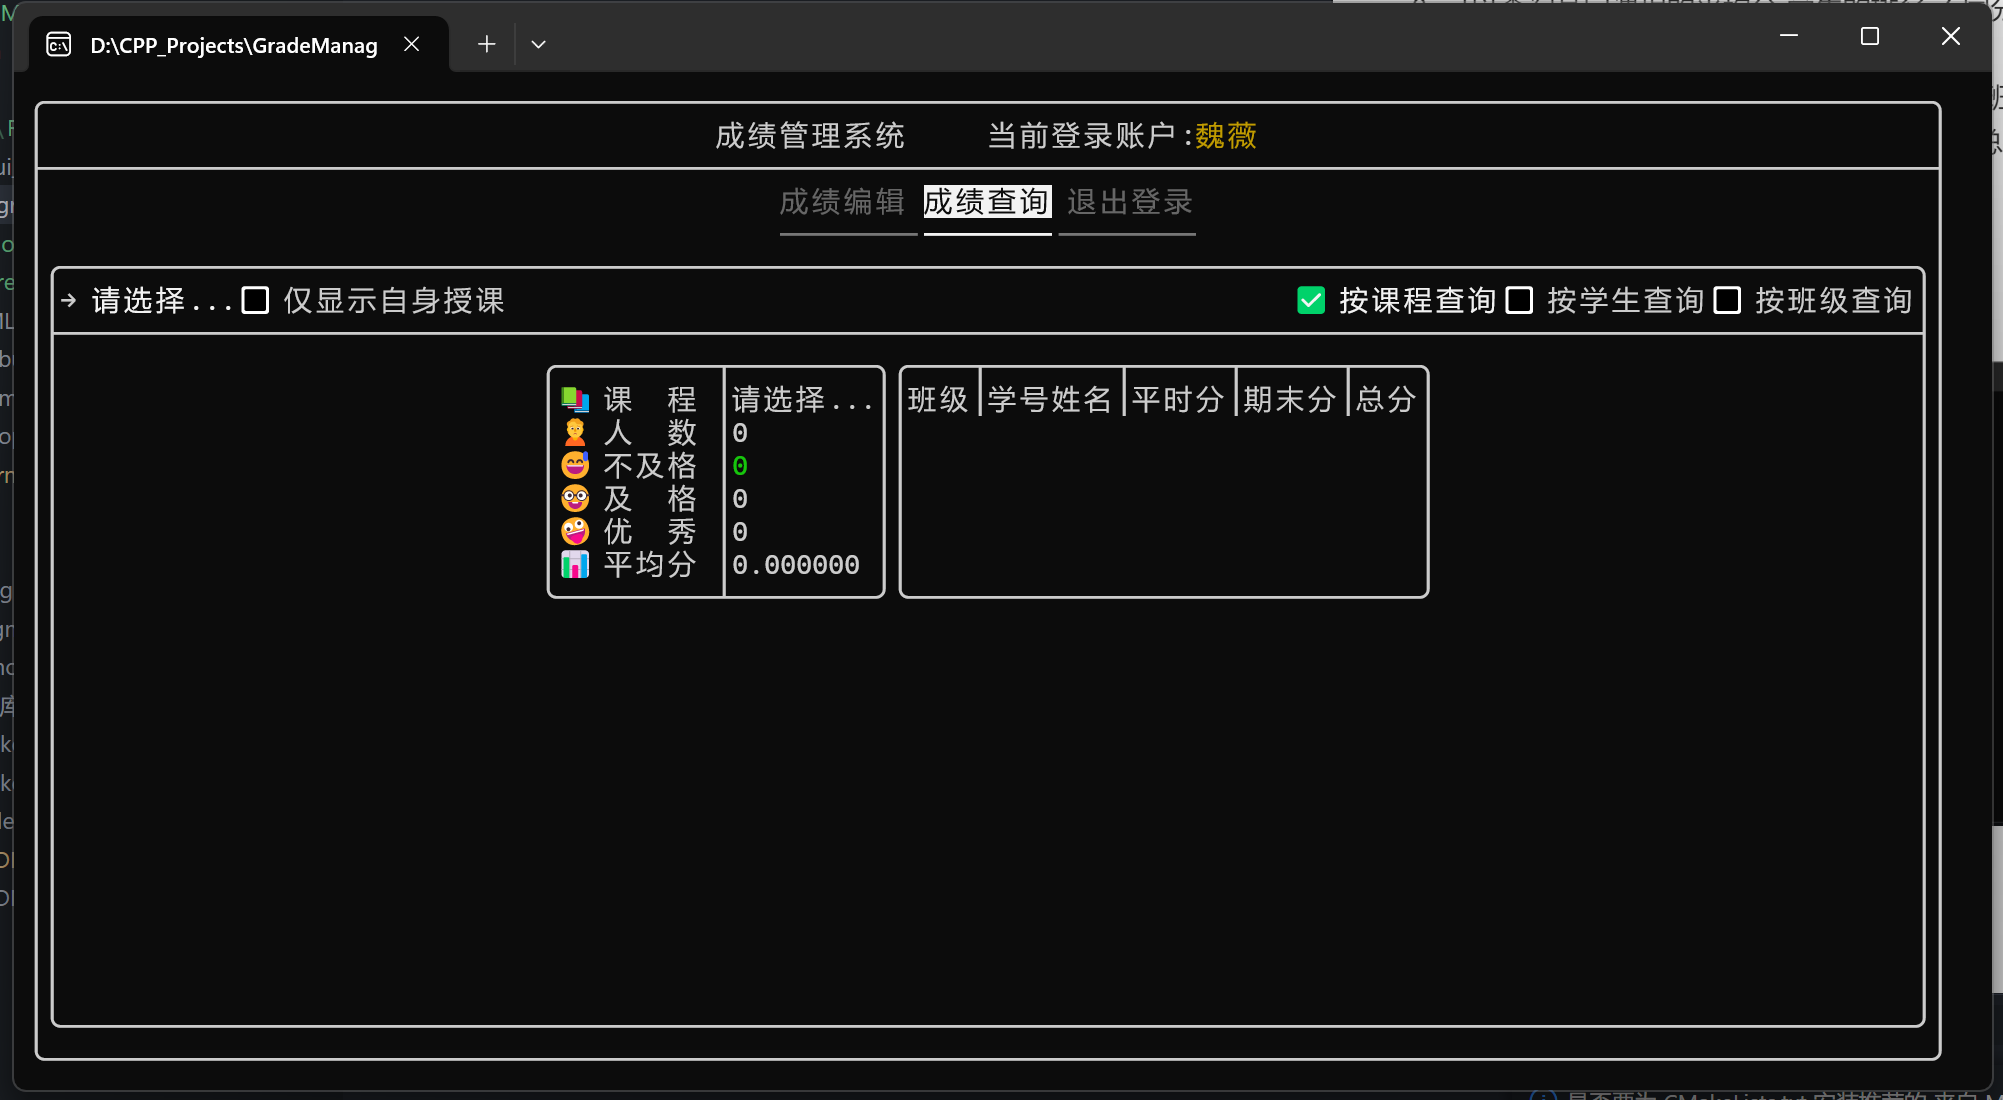 D:\CPP_Projects\GradeManag
成绩管理系统 当前登录账户:魏薇
成绩编辑 成绩查询 退出登录
→ 请选择... 仅显示自身授课 按课程查询 按学生查询 按班级查询
课 程 请选择...
人 数 0
不及格 0
及 格 0
优 秀 0
平均分 0.000000
班级 学号姓名 平时分 期末分 总分